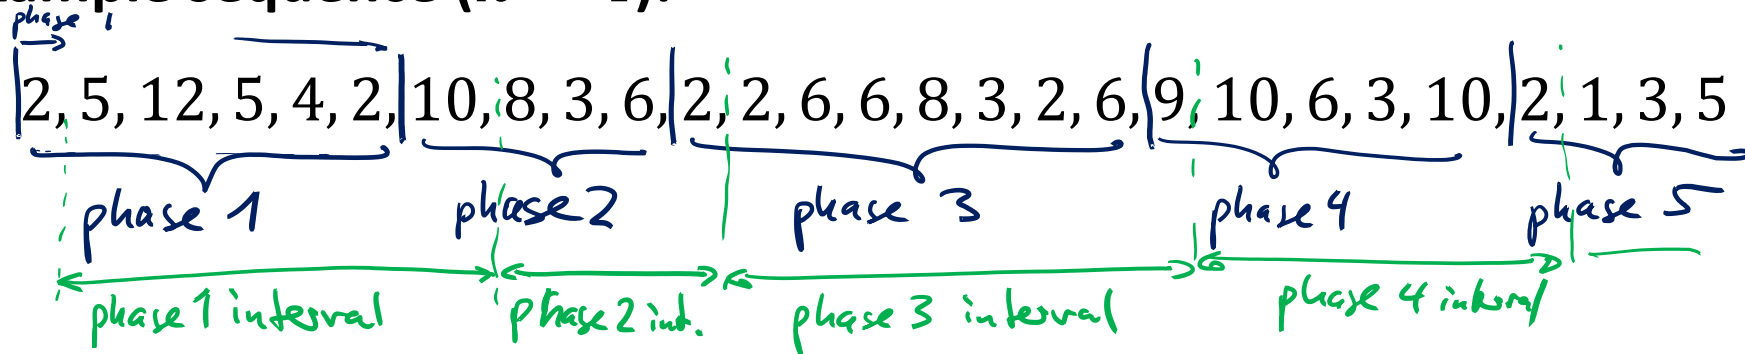 phase 1
2, 5, 12, 5, 4, 2, 10, 8, 3, 6, 2, 2, 6, 6, 8, 3, 2, 6, 9, 10, 6, 3, 10, 2, 1, 3, 5
phase 1 phase 2 phase 3 phase 4 phase 5
phase 1 interval phase 2 int. phase 3 interval phase 4 interval